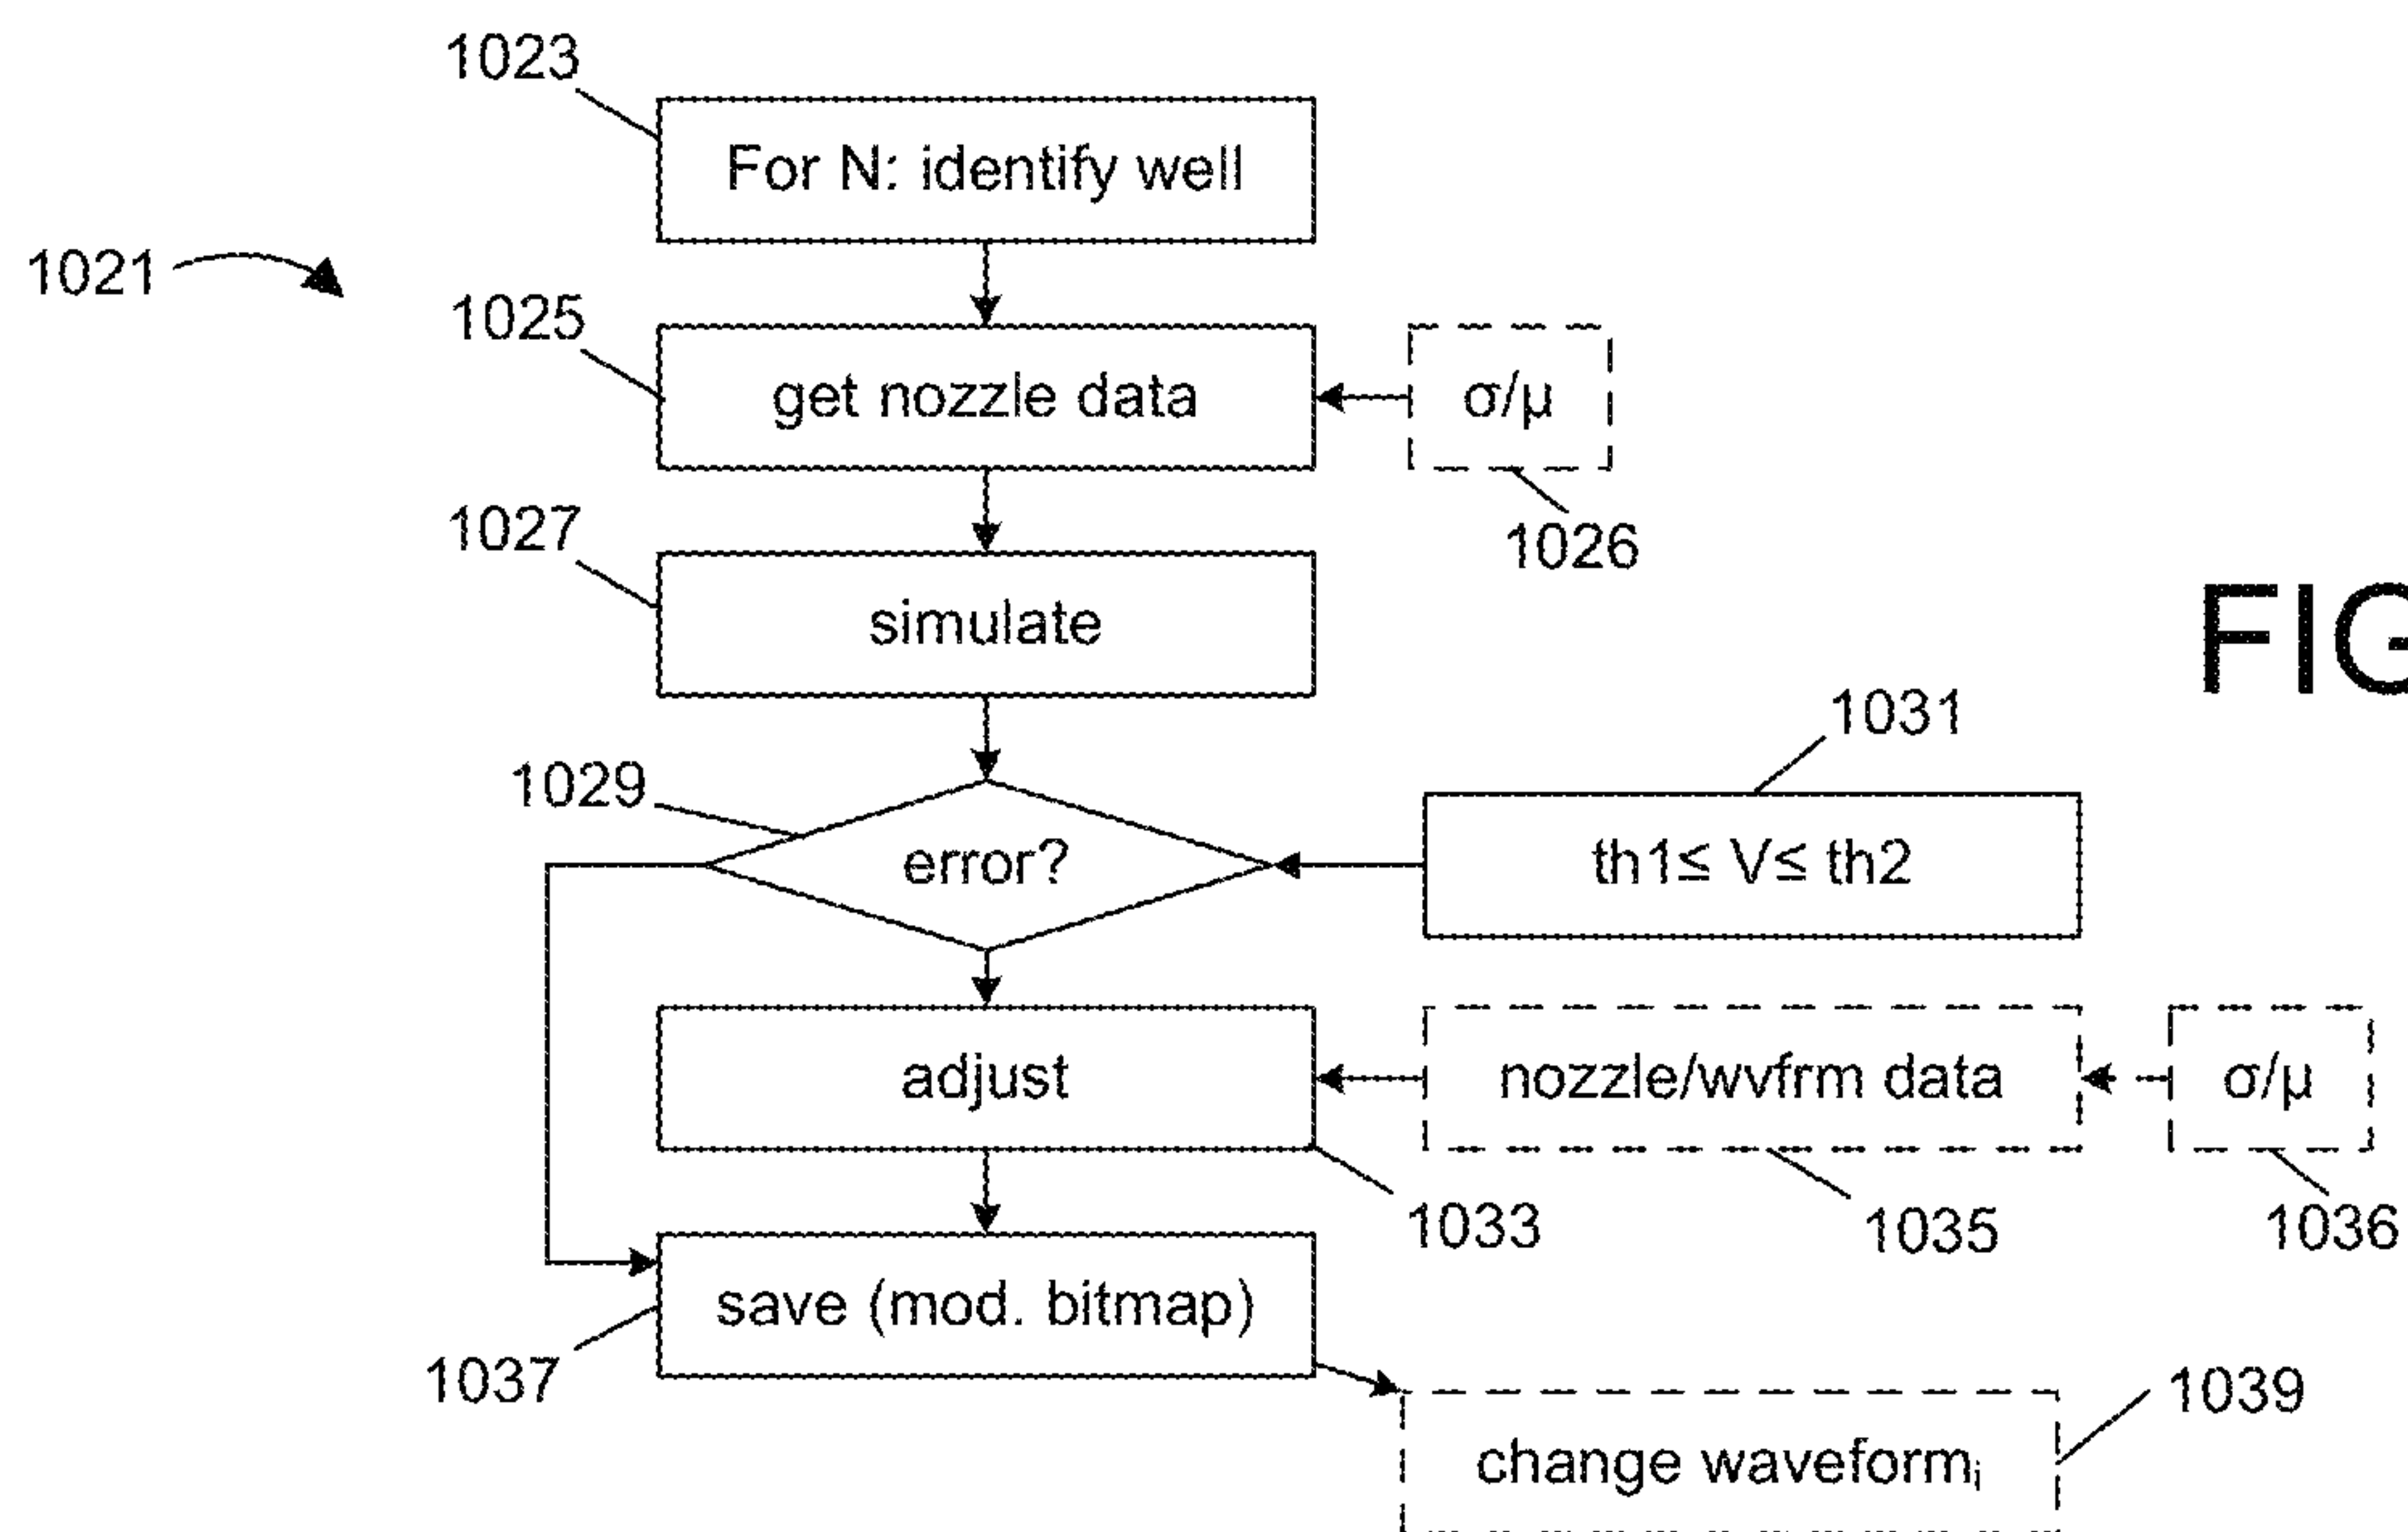 1023
For N: identify well
1021
1025
get nozzle data
σ/μ
1026
1027
simulate
FIG
1031
1029
error?
th1≤ V≤ th2
adjust
nozzle/wvfrm data
σ/μ
1033
1035
1036
save (mod. bitmap)
1037
1039
change waveformᵢ